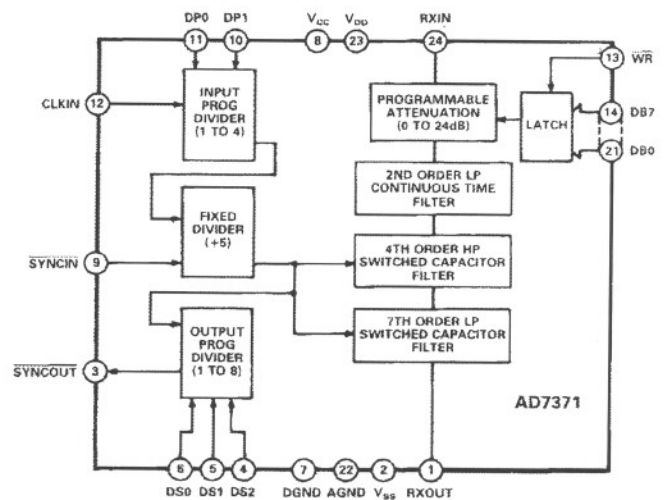 DP0 DP1 VCC VDD RXIN
11 10 8 23 24
13 WR
CLKIN 12
INPUT
PROG
DIVIDER
(1 TO 4)
PROGRAMMABLE
ATTENUATION
(0 TO 24dB)
LATCH
14 DB7
21 DB0
2ND ORDER LP
CONTINUOUS TIME
FILTER
FIXED
DIVIDER
(÷5)
SYNCIN 9
4TH ORDER HP
SWITCHED CAPACITOR
FILTER
OUTPUT
PROG
DIVIDER
(1 TO 8)
7TH ORDER LP
SWITCHED CAPACITOR
FILTER
SYNCOUT 3
AD7371
6 5 4 7 22 2 1
DS0 DS1 DS2 DGND AGND VSS RXOUT